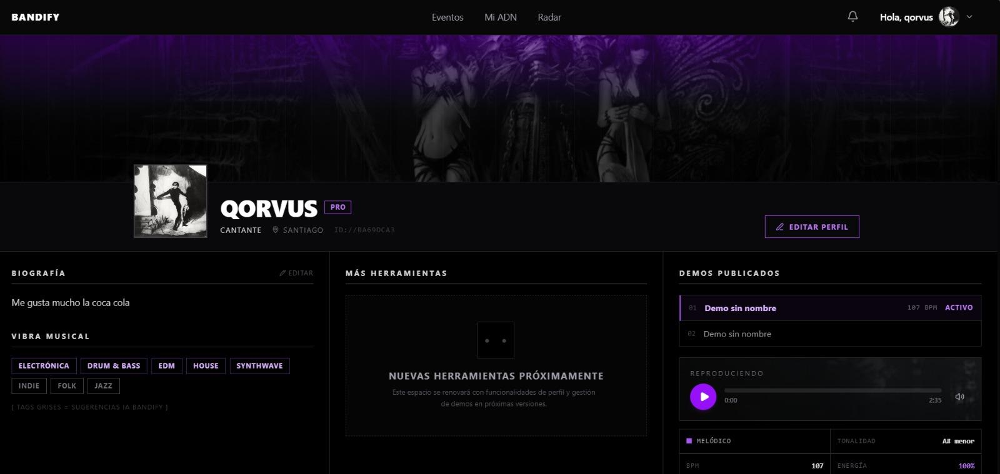 BANDIFY
Eventos Mi ADN Radar
Hola, qorvus
QORVUS PRO
CANTANTE SANTIAGO ID://BA69DCA3
EDITAR PERFIL
BIOGRAFÍA EDITAR
Me gusta mucho la coca cola
VIBRA MUSICAL
ELECTRÓNICA DRUM & BASS EDM HOUSE SYNTHWAVE
INDIE FOLK JAZZ
[ TAGS GRISES = SUGERENCIAS IA BANDIFY ]
MÁS HERRAMIENTAS
NUEVAS HERRAMIENTAS PRÓXIMAMENTE
Este espacio se renovará con funcionalidades de perfil y gestión
de demos en próximas versiones.
DEMOS PUBLICADOS
01 Demo sin nombre 107 BPM ACTIVO
02 Demo sin nombre
REPRODUCIENDO
0:00 2:35
MELÓDICO TONALIDAD A# menor
BPM 107 ENERGÍA 100%